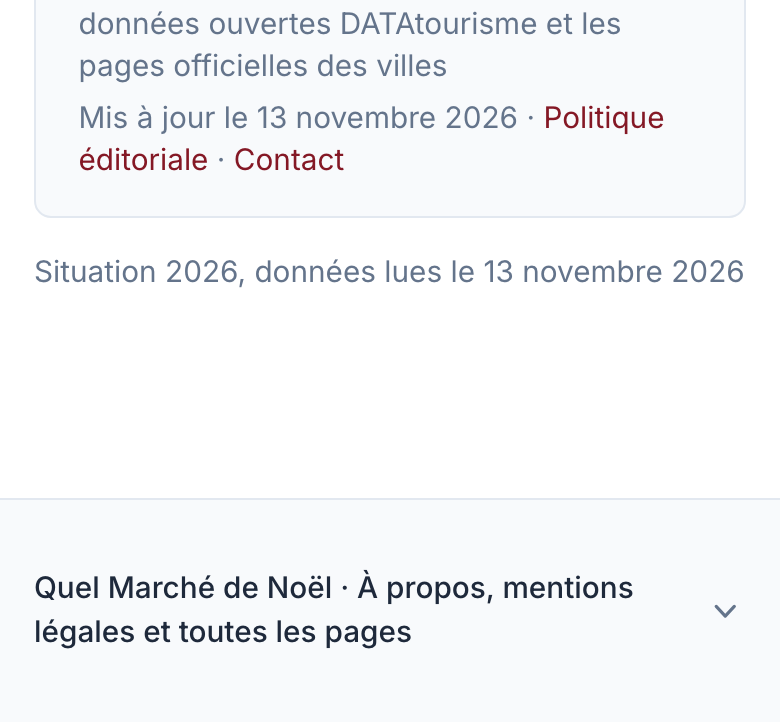 données ouvertes DATAtourisme et les
pages officielles des villes
Mis à jour le 13 novembre 2026 · Politique
éditoriale · Contact
Situation 2026, données lues le 13 novembre 2026
Quel Marché de Noël · À propos, mentions
légales et toutes les pages